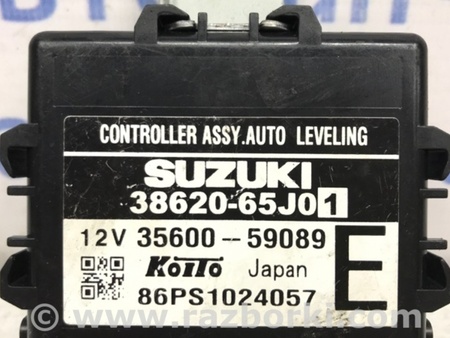 CONTROLLER ASSY.AUTO LEVELING
SUZUKI
38620-65J01
12V 35600--59089 E
KOITO Japan
86PS1024057
www.razborki.com